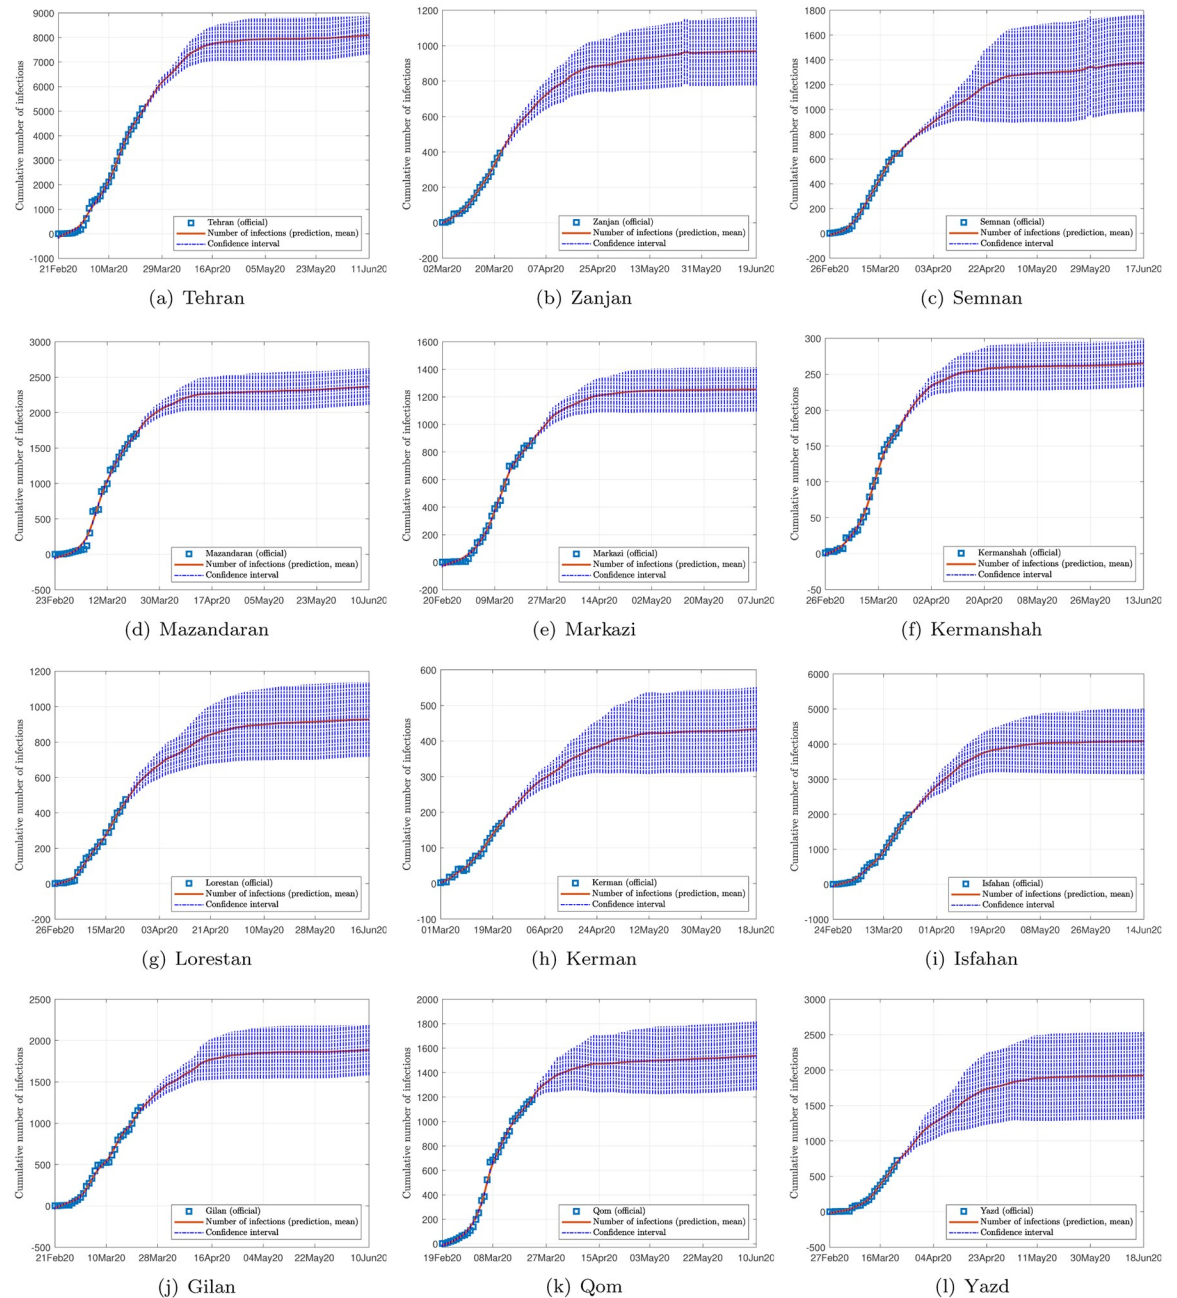 9000
8000
7000
6000
5000
4000
3000
2000
1000
0
-1000
Cumulative number of infections
Tehran (official)
Number of infections (prediction, mean)
Confidence interval
21Feb20 10Mar20 29Mar20 16Apr20 05May20 23May20 11Jun20
(a) Tehran
1200
1000
800
600
400
200
0
-200
Cumulative number of infections
Zanjan (official)
Number of infections (prediction, mean)
Confidence interval
02Mar20 20Mar20 07Apr20 25Apr20 13May20 31May20 19Jun20
(b) Zanjan
1800
1600
1400
1200
1000
800
600
400
200
0
-200
Cumulative number of infections
Semnan (official)
Number of infections (prediction, mean)
Confidence interval
26Feb20 15Mar20 03Apr20 22Apr20 10May20 29May20 17Jun20
(c) Semnan
3000
2500
2000
1500
1000
500
0
-500
Cumulative number of infections
Mazandaran (official)
Number of infections (prediction, mean)
Confidence interval
23Feb20 12Mar20 30Mar20 17Apr20 05May20 23May20 10Jun20
(d) Mazandaran
1600
1400
1200
1000
800
600
400
200
0
-200
Cumulative number of infections
Markazi (official)
Number of infections (prediction, mean)
Confidence interval
20Feb20 09Mar20 27Mar20 14Apr20 02May20 20May20 07Jun20
(e) Markazi
300
250
200
150
100
50
0
-50
Cumulative number of infections
Kermanshah (official)
Number of infections (prediction, mean)
Confidence interval
26Feb20 15Mar20 02Apr20 20Apr20 08May20 26May20 13Jun20
(f) Kermanshah
1200
1000
800
600
400
200
0
-200
Cumulative number of infections
Lorestan (official)
Number of infections (prediction, mean)
Confidence interval
26Feb20 15Mar20 03Apr20 21Apr20 10May20 28May20 16Jun20
(g) Lorestan
600
500
400
300
200
100
0
-100
Cumulative number of infections
Kerman (official)
Number of infections (prediction, mean)
Confidence interval
01Mar20 19Mar20 06Apr20 24Apr20 12May20 30May20 18Jun20
(h) Kerman
6000
5000
4000
3000
2000
1000
0
-1000
Cumulative number of infections
Isfahan (official)
Number of infections (prediction, mean)
Confidence interval
24Feb20 13Mar20 01Apr20 19Apr20 08May20 26May20 14Jun20
(i) Isfahan
2500
2000
1500
1000
500
0
-500
Cumulative number of infections
Gilan (official)
Number of infections (prediction, mean)
Confidence interval
21Feb20 10Mar20 28Mar20 16Apr20 04May20 22May20 10Jun20
(j) Gilan
2000
1800
1600
1400
1200
1000
800
600
400
200
0
Cumulative number of infections
Qom (official)
Number of infections (prediction, mean)
Confidence interval
19Feb20 08Mar20 27Mar20 15Apr20 03May20 22May20 10Jun20
(k) Qom
3000
2500
2000
1500
1000
500
0
-500
Cumulative number of infections
Yazd (official)
Number of infections (prediction, mean)
Confidence interval
27Feb20 16Mar20 04Apr20 23Apr20 11May20 30May20 18Jun20
(l) Yazd